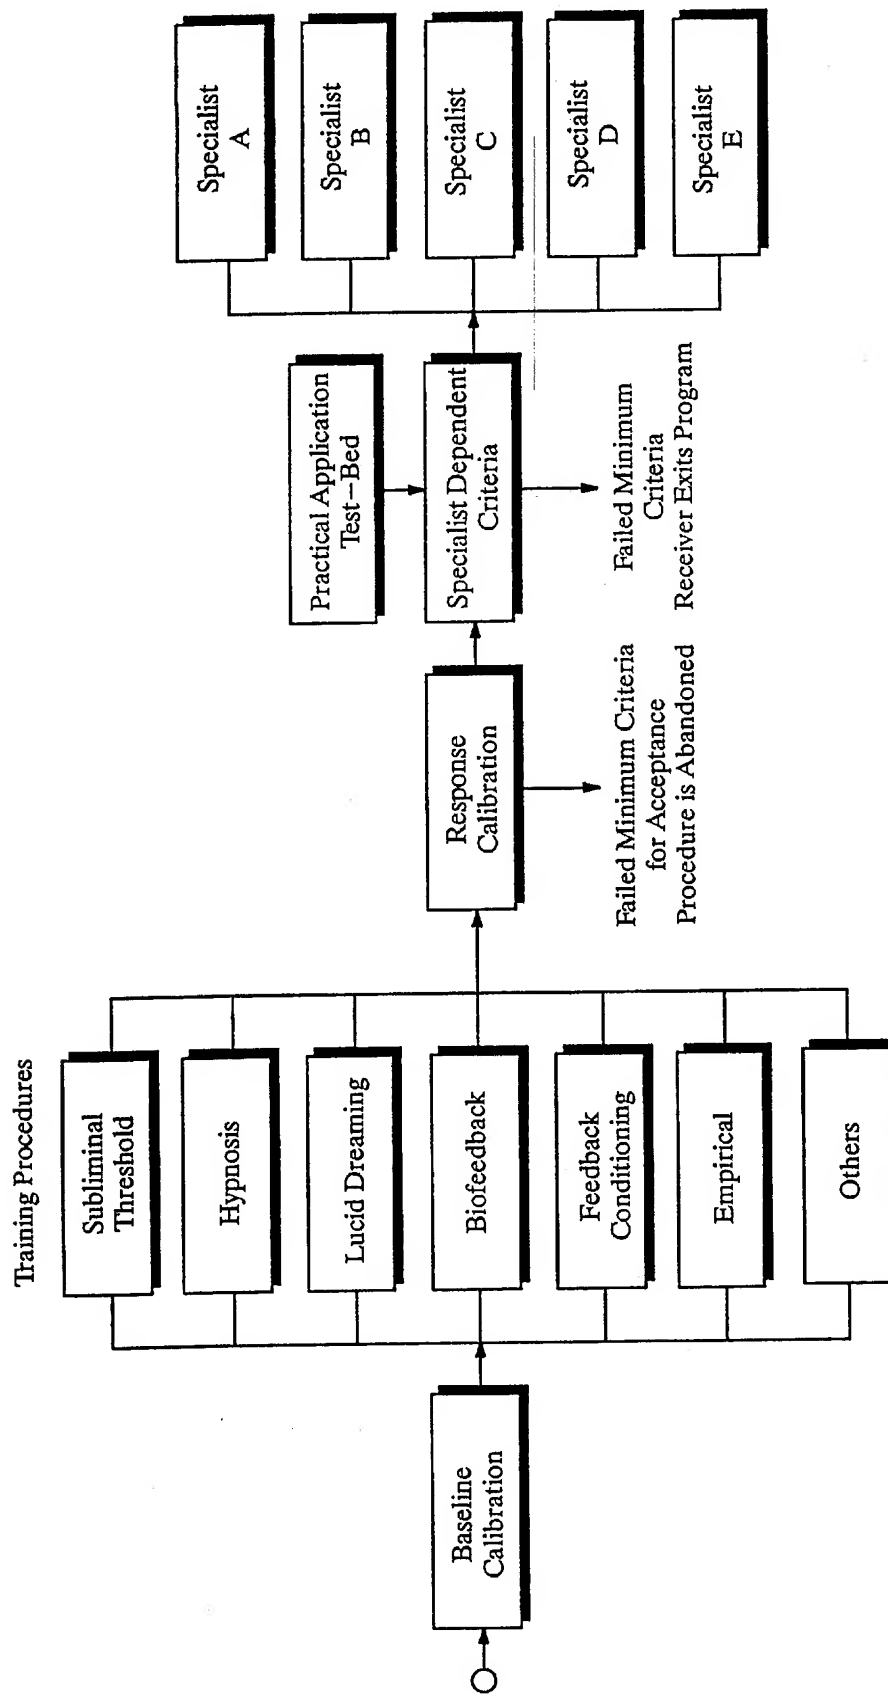 Training Procedures
Baseline
Calibration
Subliminal
Threshold
Hypnosis
Lucid Dreaming
Biofeedback
Feedback
Conditioning
Empirical
Others
Response
Calibration
Failed Minimum Criteria
for Acceptance
Procedure is Abandoned
Practical Application
Test-Bed
Specialist Dependent
Criteria
Failed Minimum
Criteria
Receiver Exits Program
Specialist
A
Specialist
B
Specialist
C
Specialist
D
Specialist
E